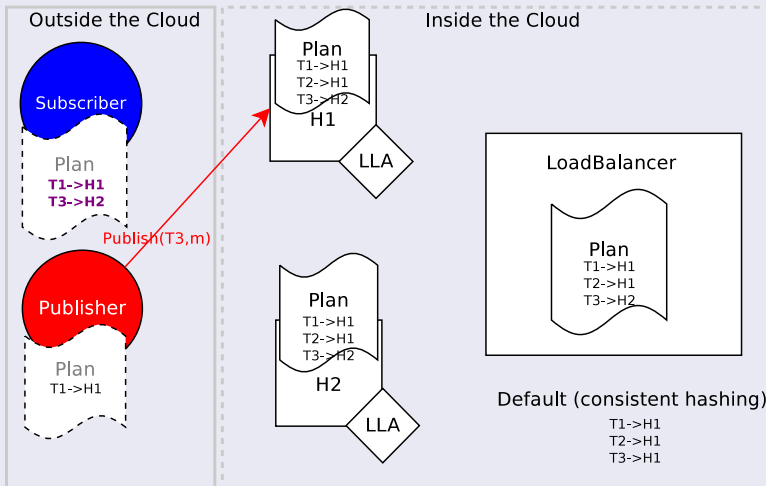 Outside the Cloud
Inside the Cloud
Subscriber
Plan
T1->H1
T3->H2
Publish(T3,m)
Publisher
Plan
T1->H1
Plan
T1->H1
T2->H1
T3->H2
H1
LLA
Plan
T1->H1
T2->H1
T3->H2
H2
LLA
LoadBalancer
Plan
T1->H1
T2->H1
T3->H2
Default (consistent hashing)
T1->H1
T2->H1
T3->H1